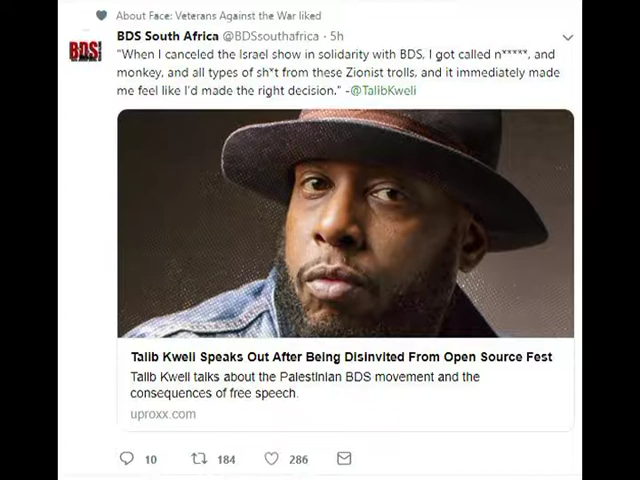 About Face: Veterans Against the War liked
BDS South Africa @BDSsouthafrica · 5h
BDS
"When I canceled the Israel show in solidarity with BDS, I got called n*****, and
monkey, and all types of sh*t from these Zionist trolls, and it immediately made
me feel like I'd made the right decision." -@TalibKweli
Talib Kweli Speaks Out After Being Disinvited From Open Source Fest
Talib Kweli talks about the Palestinian BDS movement and the
consequences of free speech.
uproxx.com
10 184 286